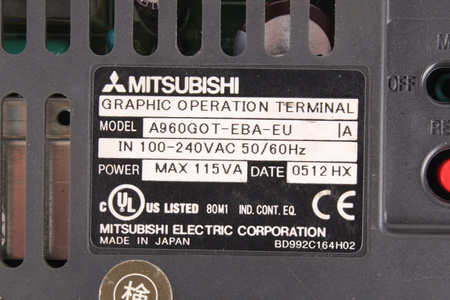 MITSUBISHI
GRAPHIC OPERATION TERMINAL
MODEL A960GOT-EBA-EU A
IN 100-240VAC 50/60Hz
POWER MAX 115VA DATE 0512 HX
c UL US LISTED 80M1 IND. CONT. EQ. CE
MITSUBISHI ELECTRIC CORPORATION
MADE IN JAPAN BD992C164H02
OFF
検